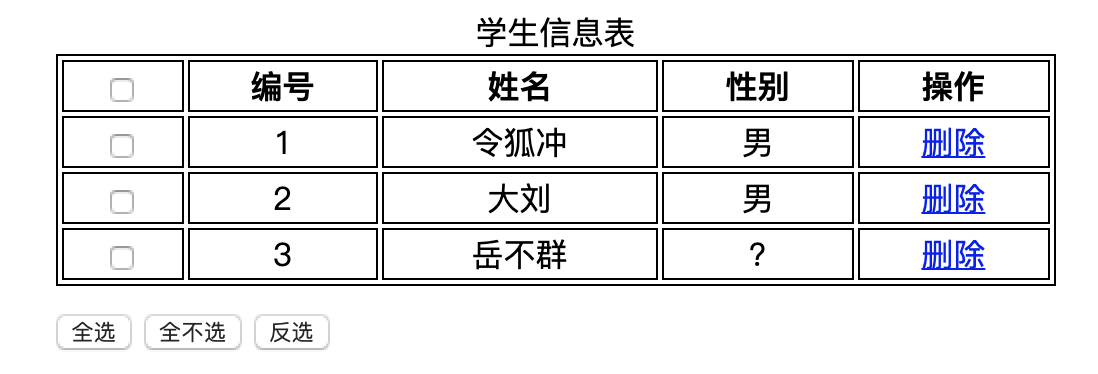 学生信息表
编号 姓名 性别 操作
1 令狐冲 男 删除
2 大刘 男 删除
3 岳不群 ? 删除
全选 全不选 反选